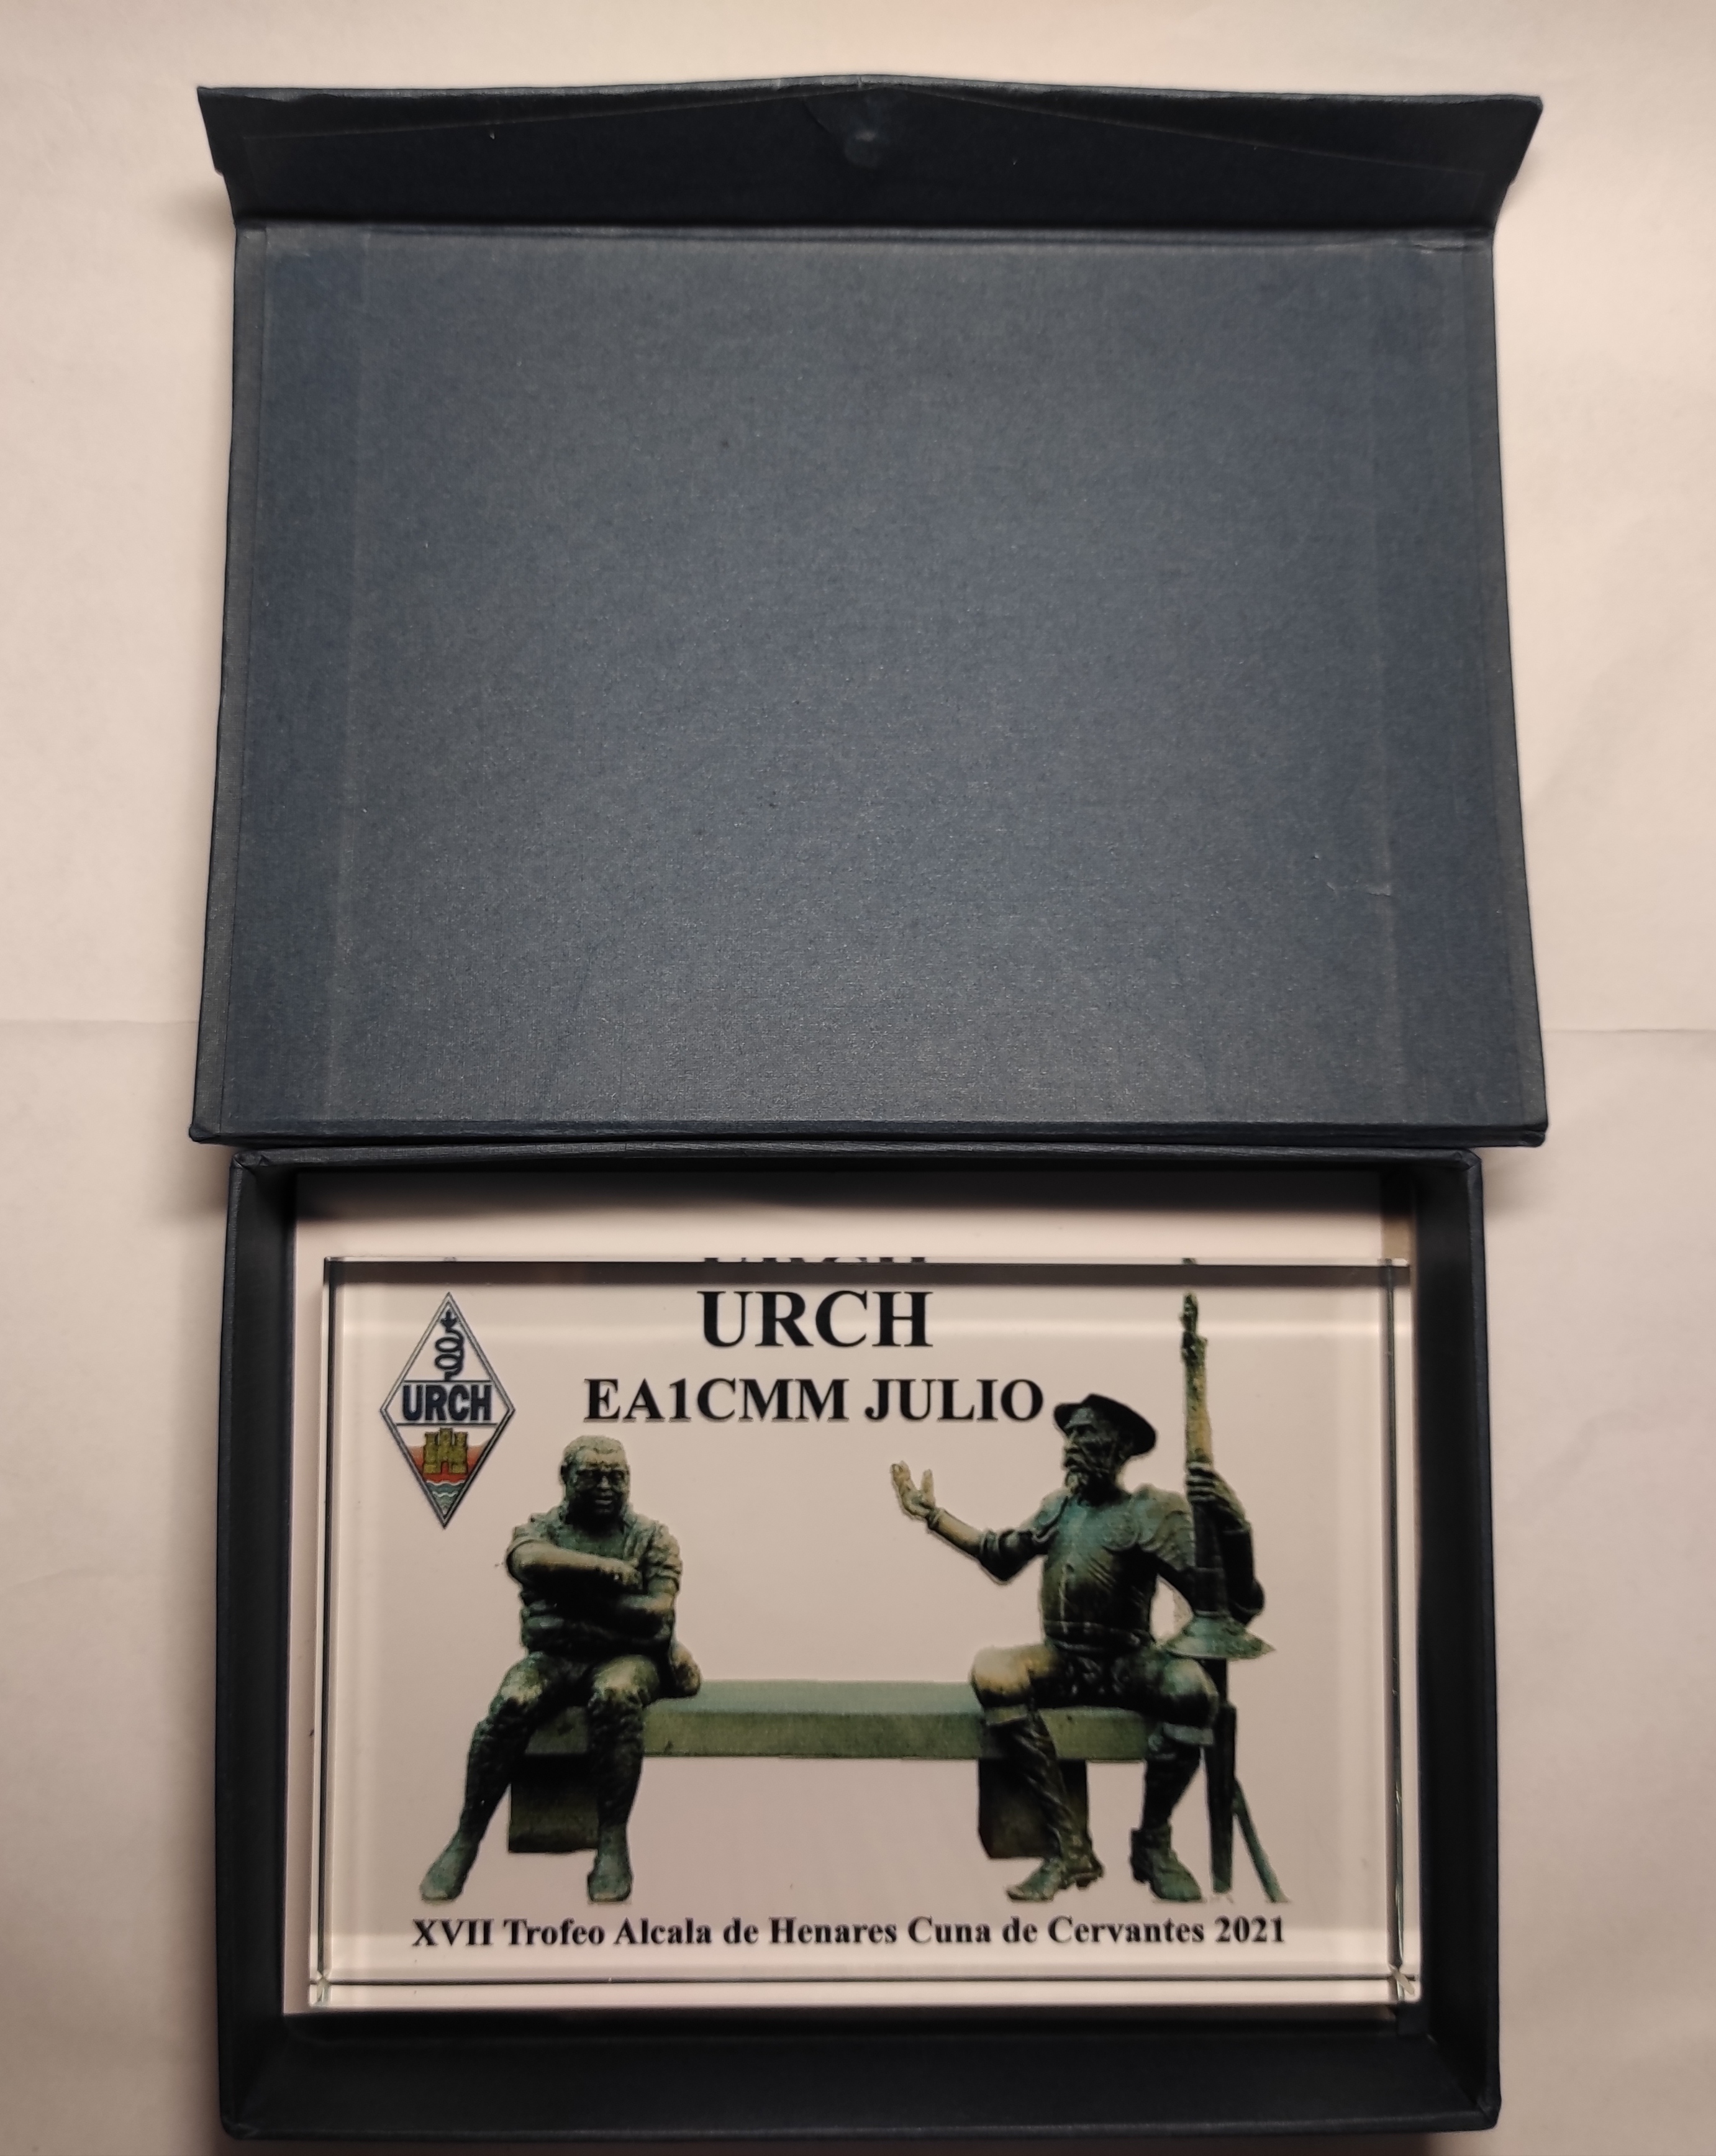 URCH
EA1CMM JULIO
URCH
XVII Trofeo Alcala de Henares Cuna de Cervantes 2021